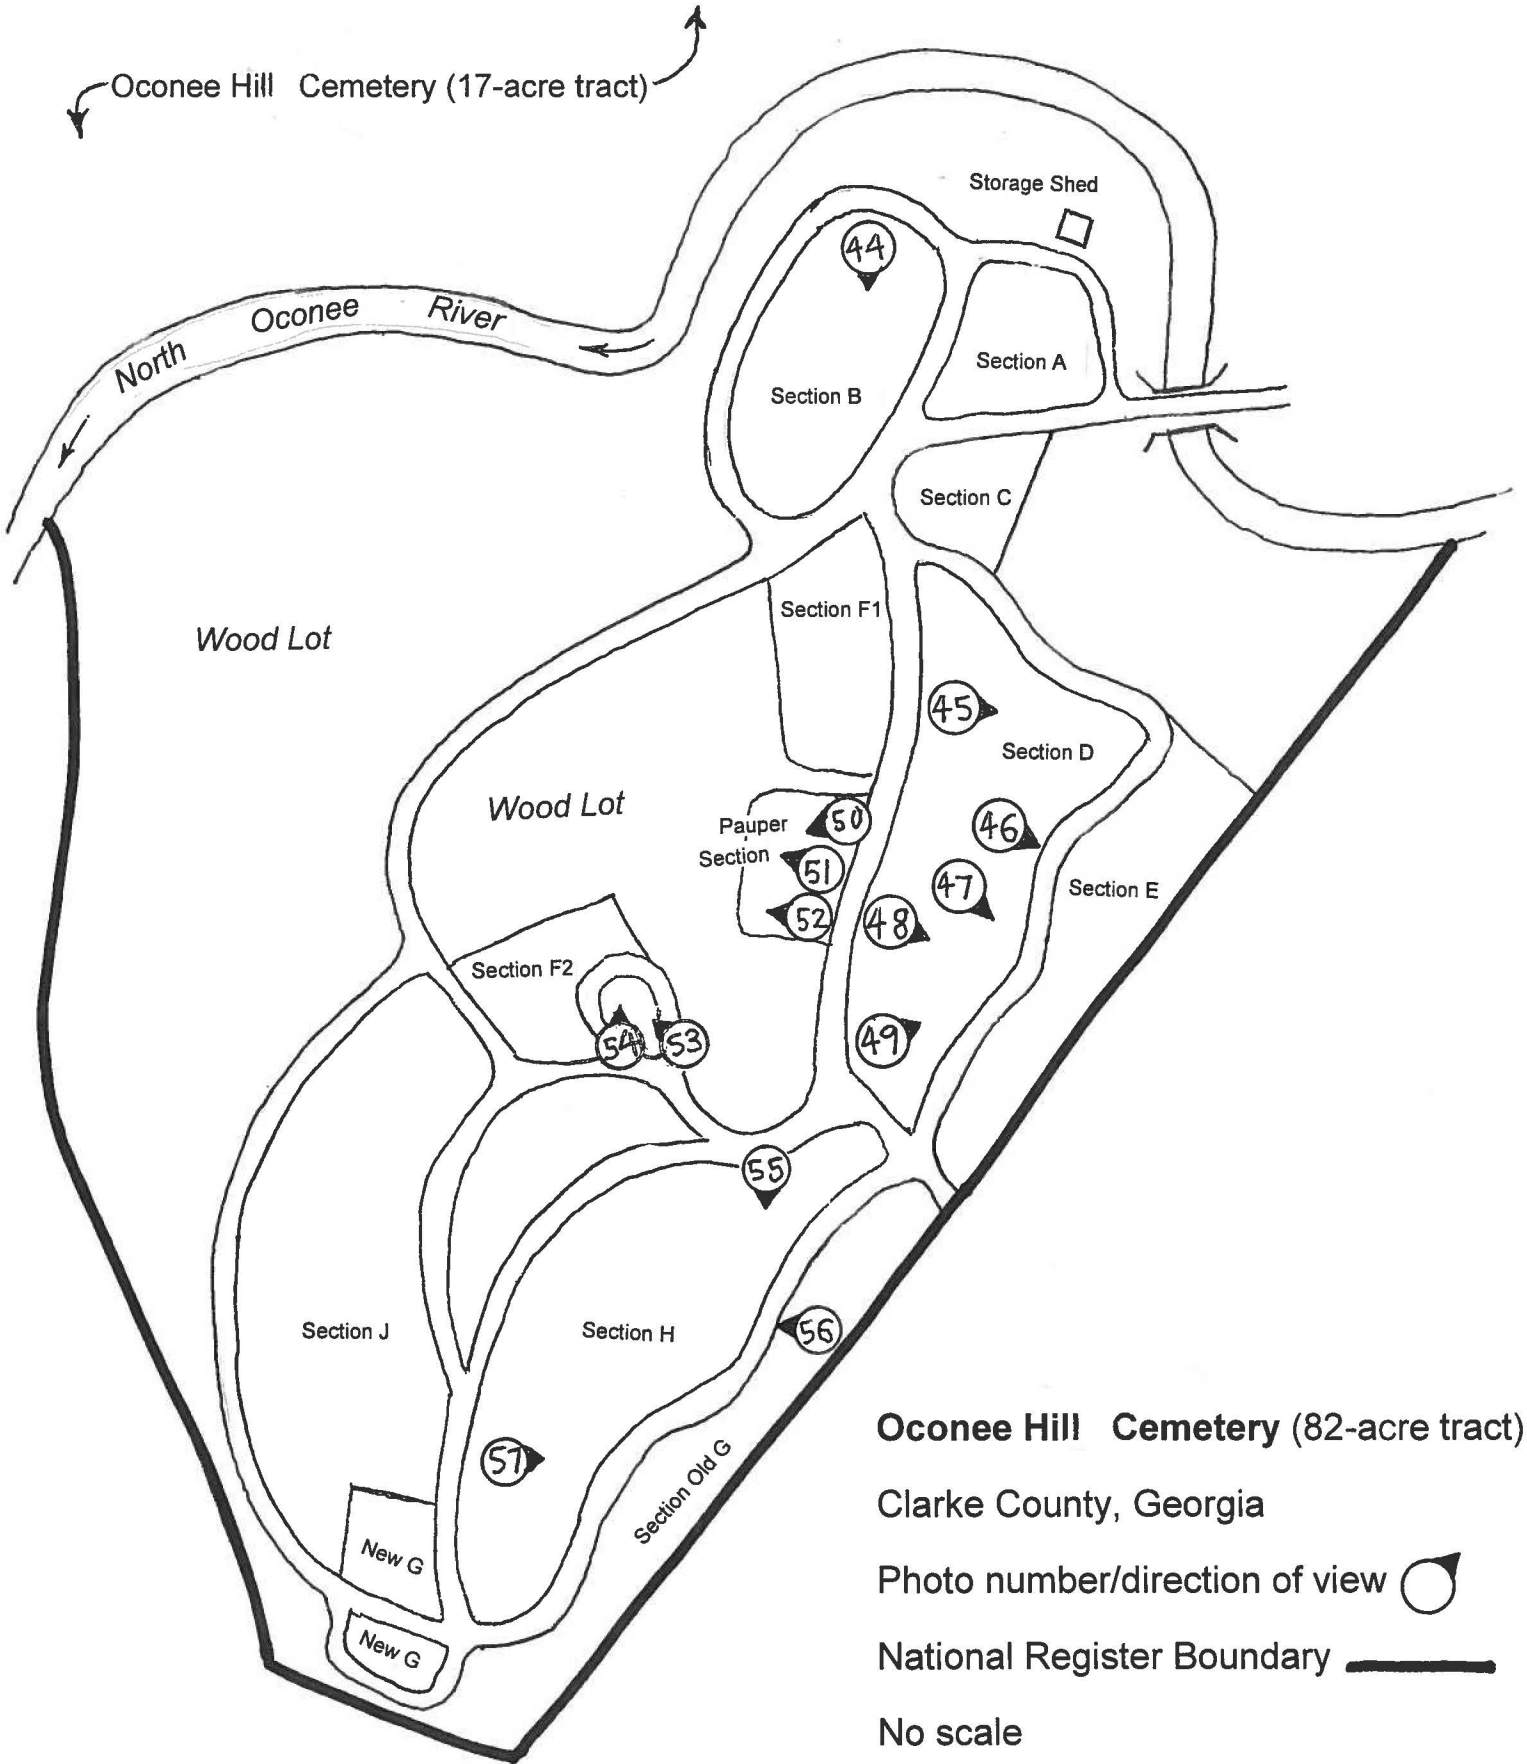 Oconee Hill Cemetery (17-acre tract)
Storage Shed
44
North Oconee River
Section A
Section B
Section C
Section F1
Wood Lot
45
Section D
Wood Lot
50
Pauper
Section
46
51
47
Section E
52
48
Section F2
54
53
49
55
Section J
Section H
56
57
Section Old G
New G
New G
Oconee Hill Cemetery (82-acre tract)
Clarke County, Georgia
Photo number/direction of view
National Register Boundary
No scale